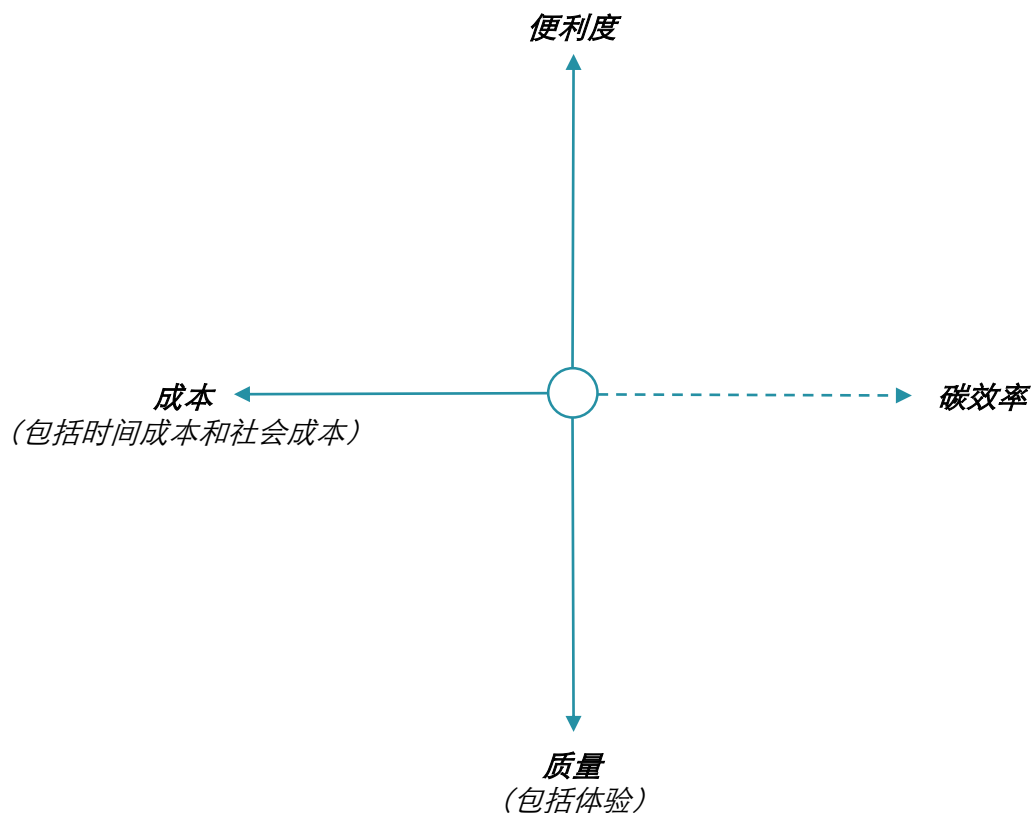 便利度
成本
（包括时间成本和社会成本）
碳效率
质量
（包括体验）